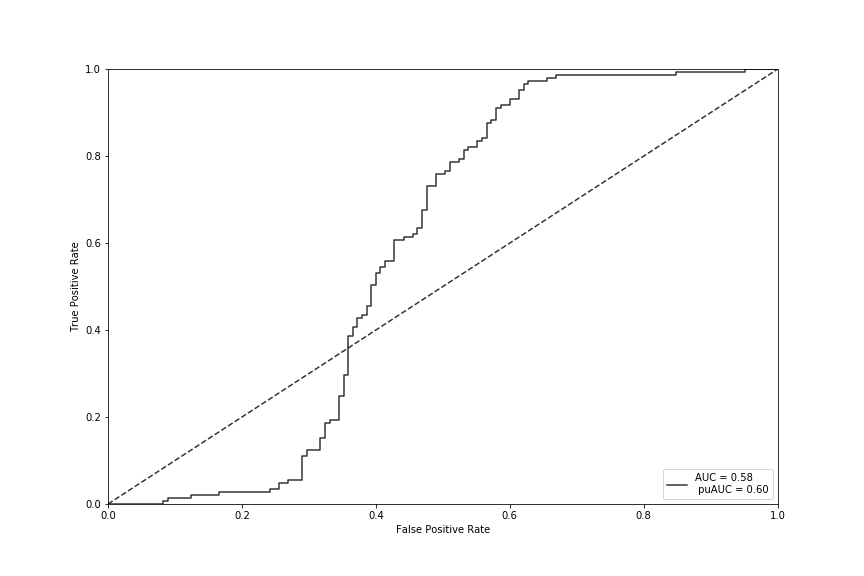 1.0
0.8
0.6
0.4
0.2
0.0
True Positive Rate
0.0 0.2 0.4 0.6 0.8 1.0
False Positive Rate
AUC = 0.58
puAUC = 0.60